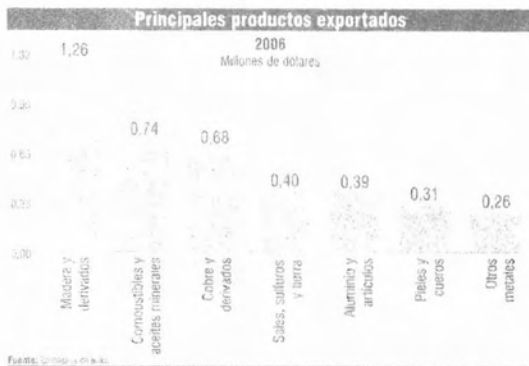 Principales productos exportados
2006
Millones de dólares
1,32
1,26
0,74
0,68
0,40
0,39
0,31
0,26
0,00
Madera y
derivados
Combustibles y
aceites minerales
Cobre y
derivados
Sales, sulfuros
y tierra
Aluminio y
artículos
Pieles y
cueros
Otros
metales
Fuente: